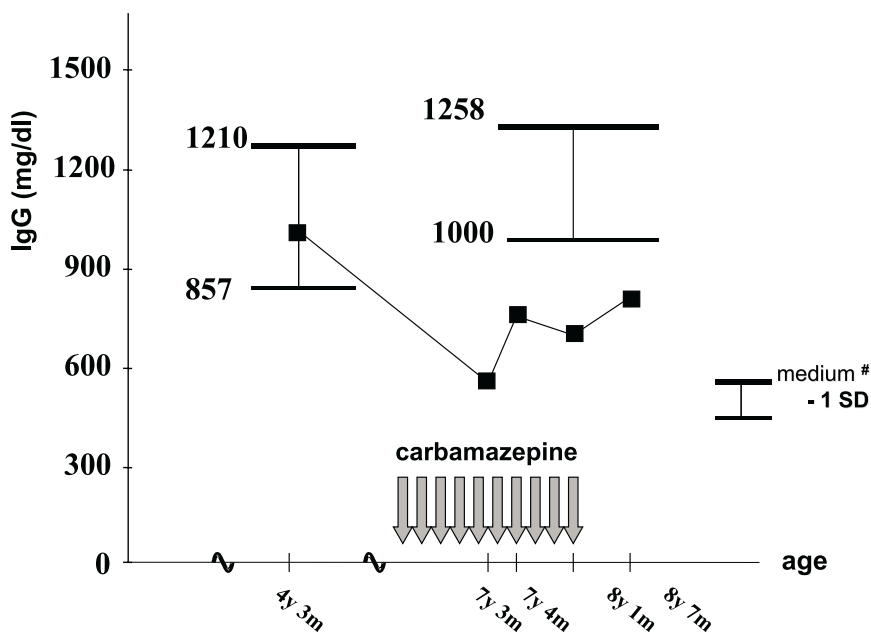 1500
1258
1210
1200
IgG (mg/dl)
1000
900
857
600
medium #
- 1 SD
carbamazepine
300
0
age
4y 3m
7y 3m
7y 4m
8y 1m
8y 7m